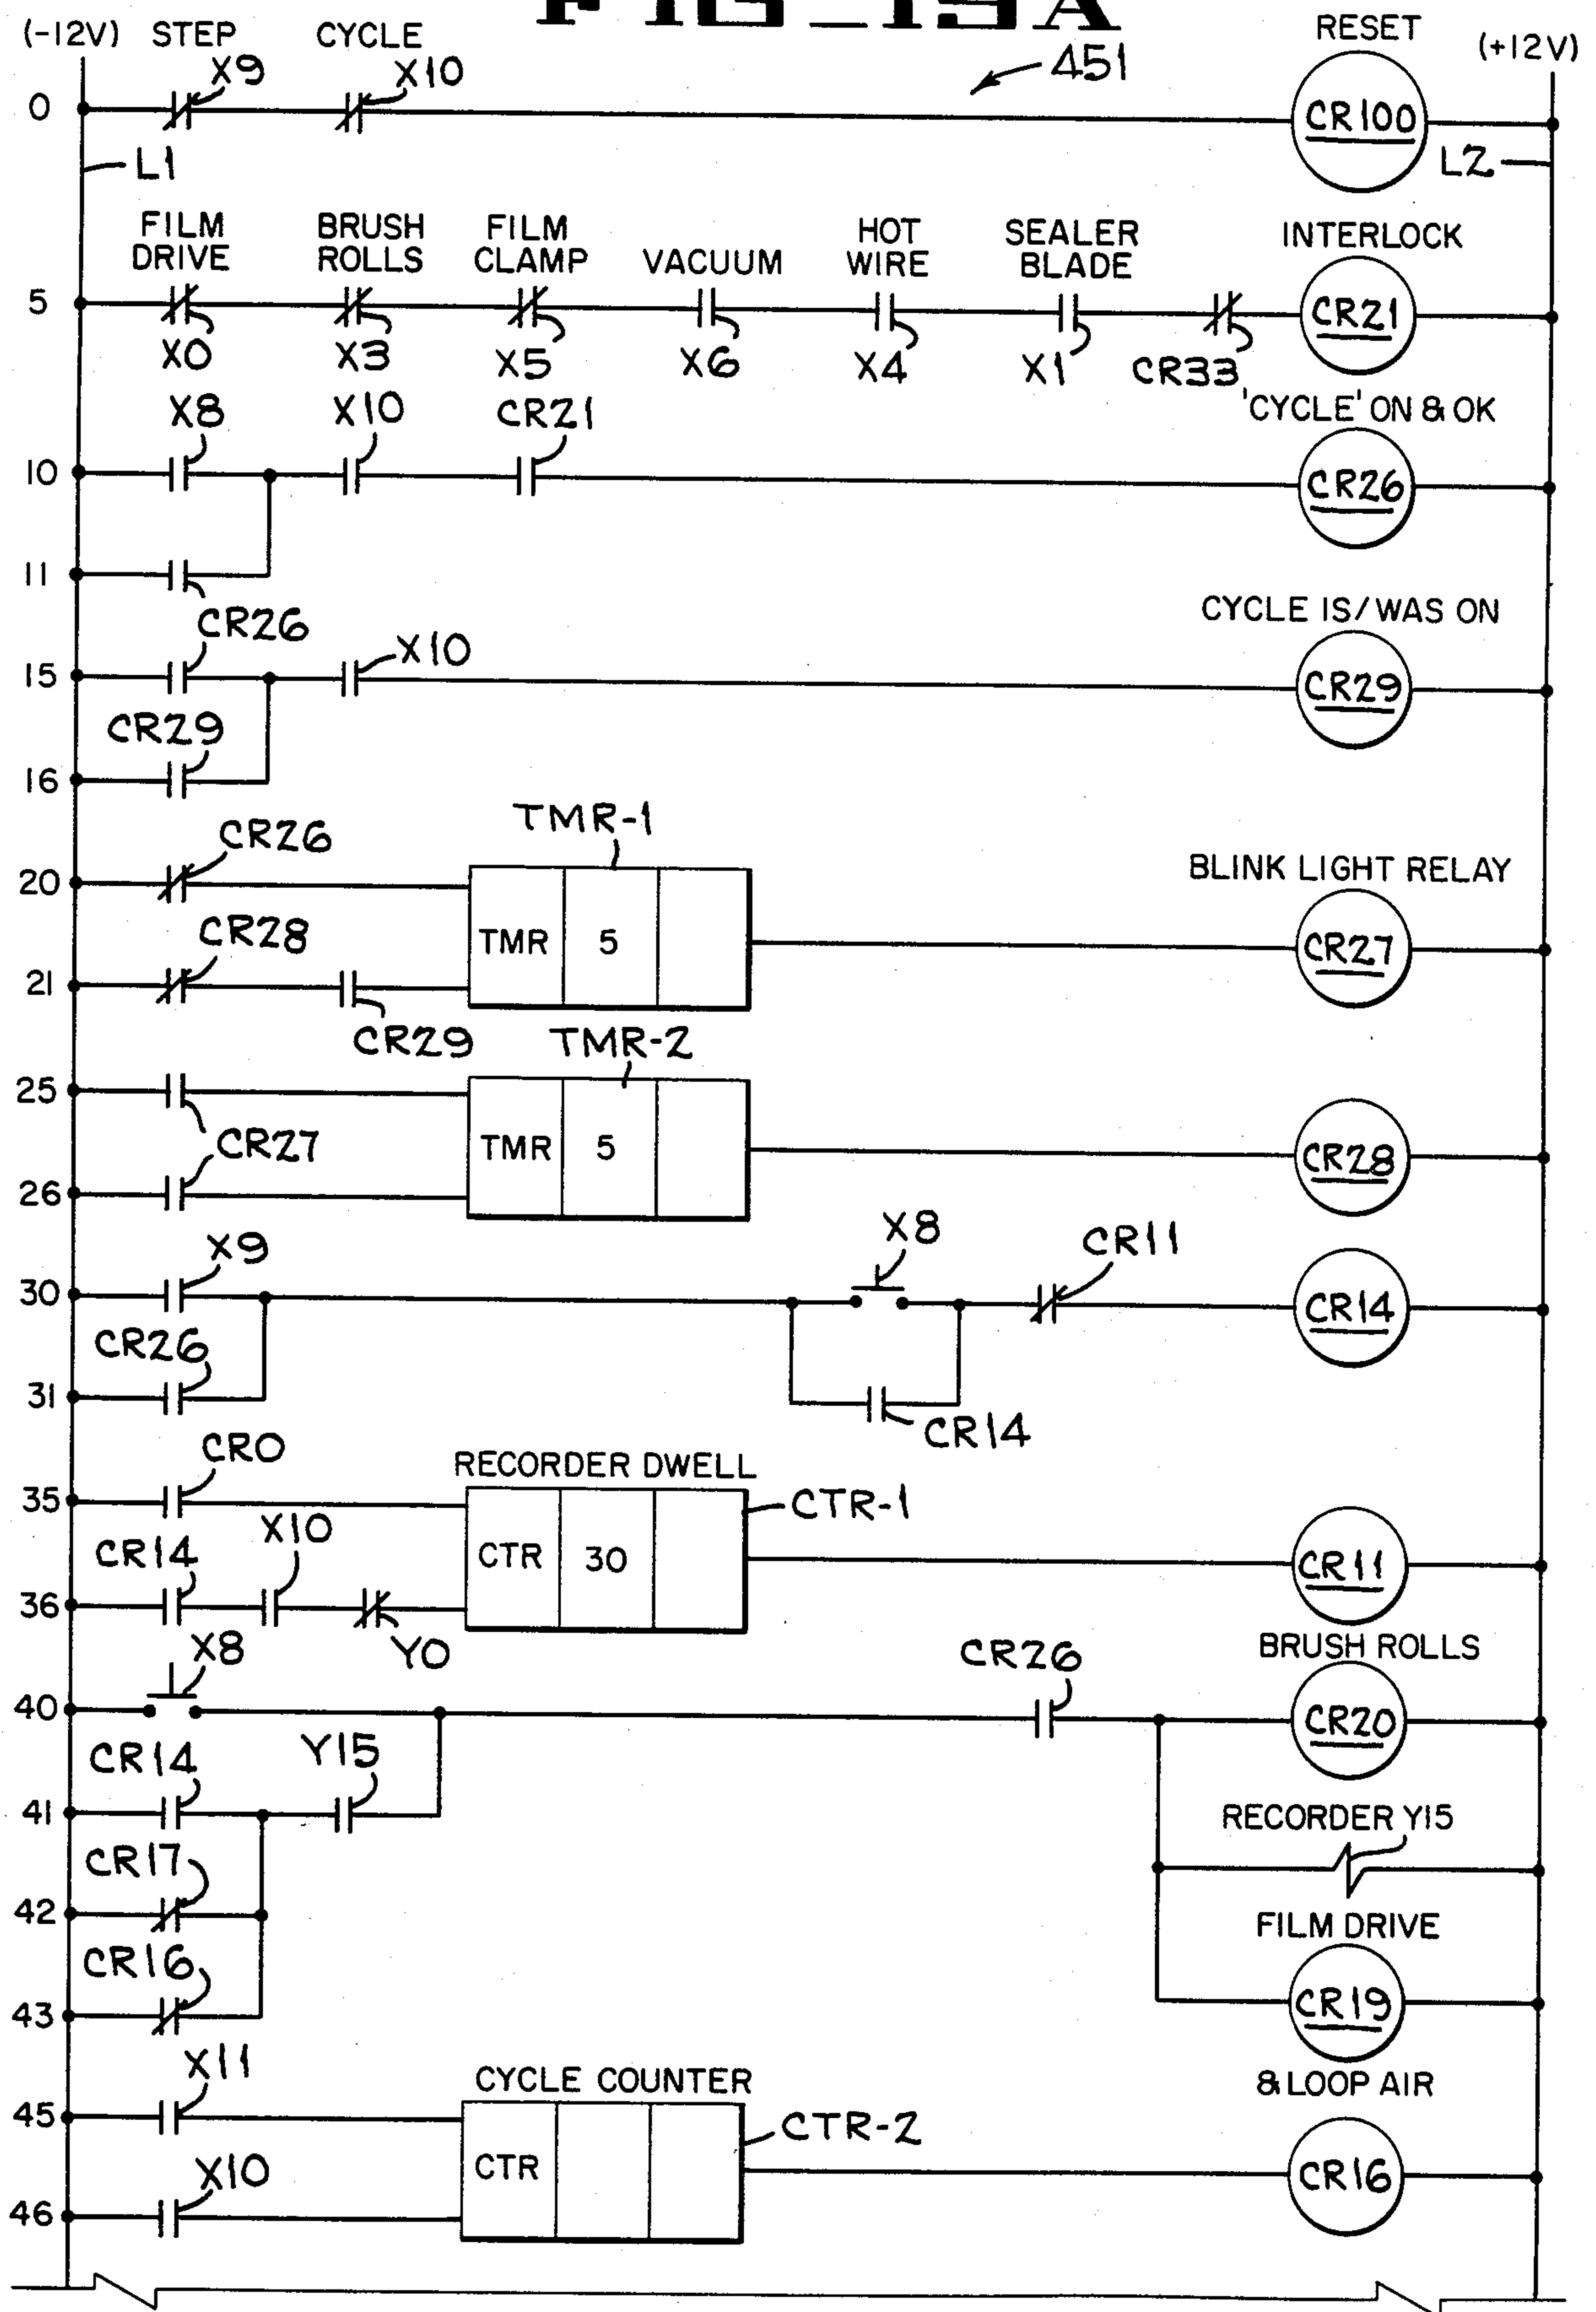 FIG_19A
(-12V) STEP CYCLE RESET (+12V)
X9 X10 451
0 CR100
L1 L2
FILM DRIVE BRUSH ROLLS FILM CLAMP VACUUM HOT WIRE SEALER BLADE INTERLOCK
5 CR21
X0 X3 X5 X6 X4 X1 CR33
X8 X10 CR21 'CYCLE' ON & OK
10 CR26
11
CR26 CYCLE IS/WAS ON
15 X10 CR29
CR29
16
CR26 TMR-1 BLINK LIGHT RELAY
20
CR28 TMR 5 CR27
21
CR29 TMR-2
25
CR27 TMR 5 CR28
26
X9 X8 CR11
30 CR14
CR26
31 CR14
CR0 RECORDER DWELL
35 CTR-1
CR14 X10 CTR 30 CR11
36
X8 Y0 CR26 BRUSH ROLLS
40 CR20
CR14 Y15
41 RECORDER Y15
CR17
42 FILM DRIVE
CR16
43 CR19
X11 CYCLE COUNTER & LOOP AIR
45 CTR-2
X10 CTR CR16
46